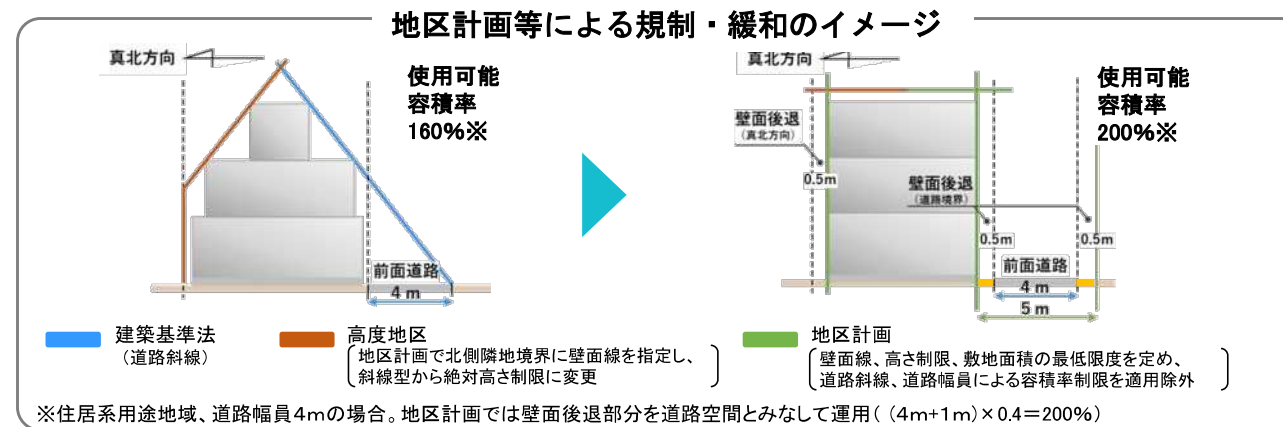 地区計画等による規制・緩和のイメージ
真北方向
使用可能
容積率
160％※
前面道路
4 m
真北方向
使用可能
容積率
200％※
壁面後退
（真北方向）
0.5m
壁面後退
（道路境界）
0.5m
0.5m
前面道路
4 m
5 m
建築基準法
（道路斜線）
高度地区
地区計画で北側隣地境界に壁面線を指定し、
斜線型から絶対高さ制限に変更
地区計画
壁面線、高さ制限、敷地面積の最低限度を定め、
道路斜線、道路幅員による容積率制限を適用除外
※住居系用途地域、道路幅員４ｍの場合。地区計画では壁面後退部分を道路空間とみなして運用（（４ｍ+１ｍ）×0.4＝200％）